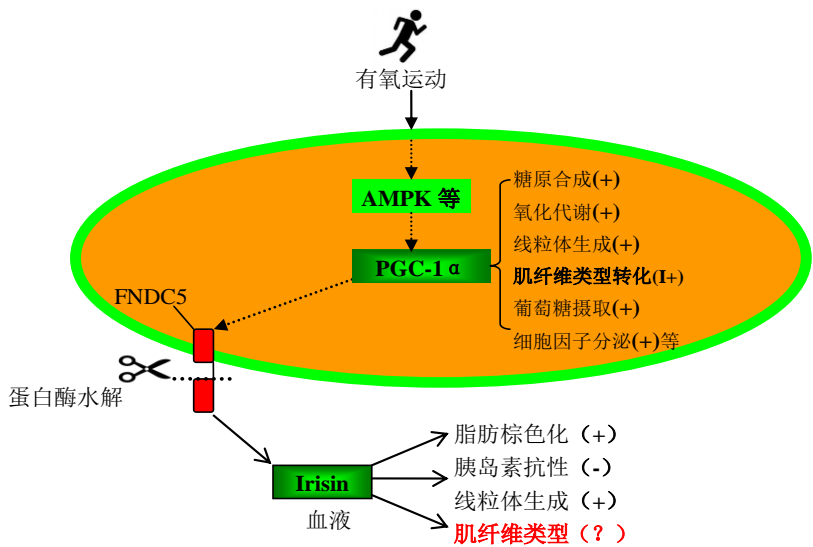 有氧运动
AMPK 等
PGC-1 α
糖原合成(+)
氧化代谢(+)
线粒体生成(+)
肌纤维类型转化(I+)
葡萄糖摄取(+)
细胞因子分泌(+)等
FNDC5
蛋白酶水解
Irisin
血液
脂肪棕色化（+）
胰岛素抗性（-）
线粒体生成（+）
肌纤维类型（？）